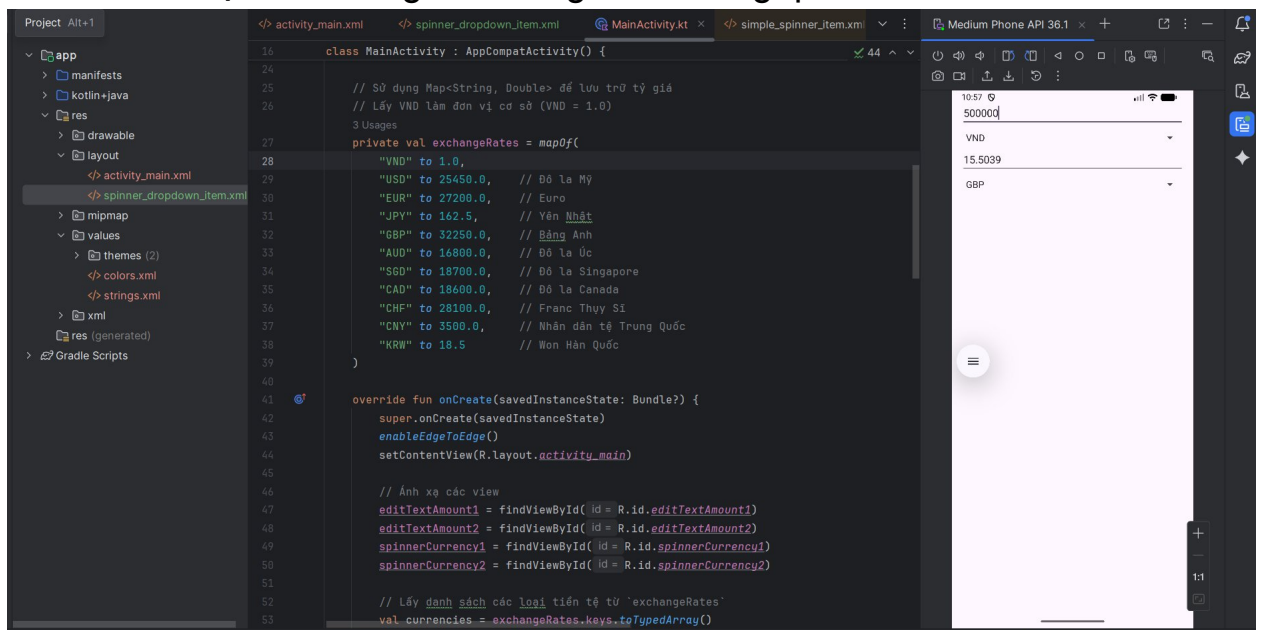 Project Alt+1
app
manifests
kotlin+java
res
drawable
layout
activity_main.xml
spinner_dropdown_item.xml
mipmap
values
themes (2)
colors.xml
strings.xml
xml
res (generated)
Gradle Scripts
activity_main.xml spinner_dropdown_item.xml MainActivity.kt × simple_spinner_item.xm
16 class MainActivity : AppCompatActivity() { 44
24
25 // Sử dụng Map<String, Double> để lưu trữ tỷ giá
26 // Lấy VND làm đơn vị cơ sở (VND = 1.0)
3 Usages
27 private val exchangeRates = mapOf(
28 "VND" to 1.0,
29 "USD" to 25450.0, // Đô la Mỹ
30 "EUR" to 27200.0, // Euro
31 "JPY" to 162.5, // Yên Nhật
32 "GBP" to 32250.0, // Bảng Anh
33 "AUD" to 16800.0, // Đô la Úc
34 "SGD" to 18700.0, // Đô la Singapore
35 "CAD" to 18600.0, // Đô la Canada
36 "CHF" to 28100.0, // Franc Thụy Sĩ
37 "CNY" to 3500.0, // Nhân dân tệ Trung Quốc
38 "KRW" to 18.5 // Won Hàn Quốc
39 )
40
41 override fun onCreate(savedInstanceState: Bundle?) {
42 super.onCreate(savedInstanceState)
43 enableEdgeToEdge()
44 setContentView(R.layout.activity_main)
45
46 // Ánh xạ các view
47 editTextAmount1 = findViewById( id = R.id.editTextAmount1)
48 editTextAmount2 = findViewById( id = R.id.editTextAmount2)
49 spinnerCurrency1 = findViewById( id = R.id.spinnerCurrency1)
50 spinnerCurrency2 = findViewById( id = R.id.spinnerCurrency2)
51
52 // Lấy danh sách các loại tiền tệ từ `exchangeRates`
53 val currencies = exchangeRates.keys.toTypedArray()
Medium Phone API 36.1 ×
10:57
500000
VND
15.5039
GBP
1:1